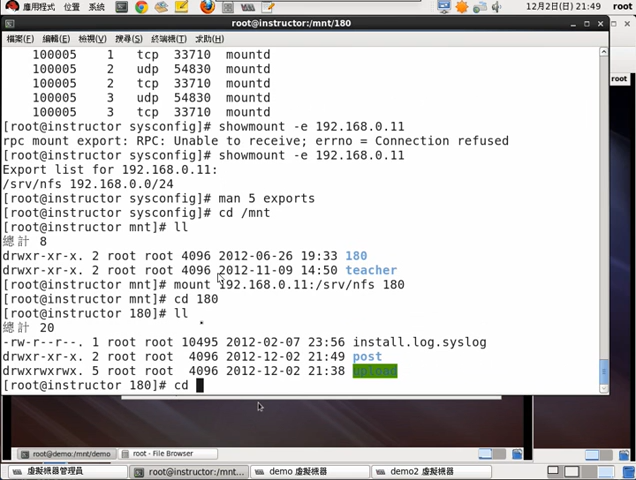 應用程式 位置 系統
12月2日(日) 21:49 root
root@instructor:/mnt/180
檔案(F) 編輯(E) 檢視(V) 搜尋(S) 終端機(T) 求助(H)
100005 1 tcp 33710 mountd
100005 2 udp 54830 mountd
100005 2 tcp 33710 mountd
100005 3 udp 54830 mountd
100005 3 tcp 33710 mountd
[root@instructor sysconfig]# showmount -e 192.168.0.11
rpc mount export: RPC: Unable to receive; errno = Connection refused
[root@instructor sysconfig]# showmount -e 192.168.0.11
Export list for 192.168.0.11:
/srv/nfs 192.168.0.0/24
[root@instructor sysconfig]# man 5 exports
[root@instructor sysconfig]# cd /mnt
[root@instructor mnt]# ll
總計 8
drwxr-xr-x. 2 root root 4096 2012-06-26 19:33 180
drwxr-xr-x. 2 root root 4096 2012-11-09 14:50 teacher
[root@instructor mnt]# mount 192.168.0.11:/srv/nfs 180
[root@instructor mnt]# cd 180
[root@instructor 180]# ll
總計 20
-rw-r--r--. 1 root root 10495 2012-02-07 23:56 install.log.syslog
drwxr-xr-x. 2 root root 4096 2012-12-02 21:49 post
drwxrwxrwx. 5 root root 4096 2012-12-02 21:38 upload
[root@instructor 180]# cd
root@demo:/mnt/demo root - File Browser
虛擬機器管理員 root@instructor:/mnt... demo 虛擬機器 demo2 虛擬機器